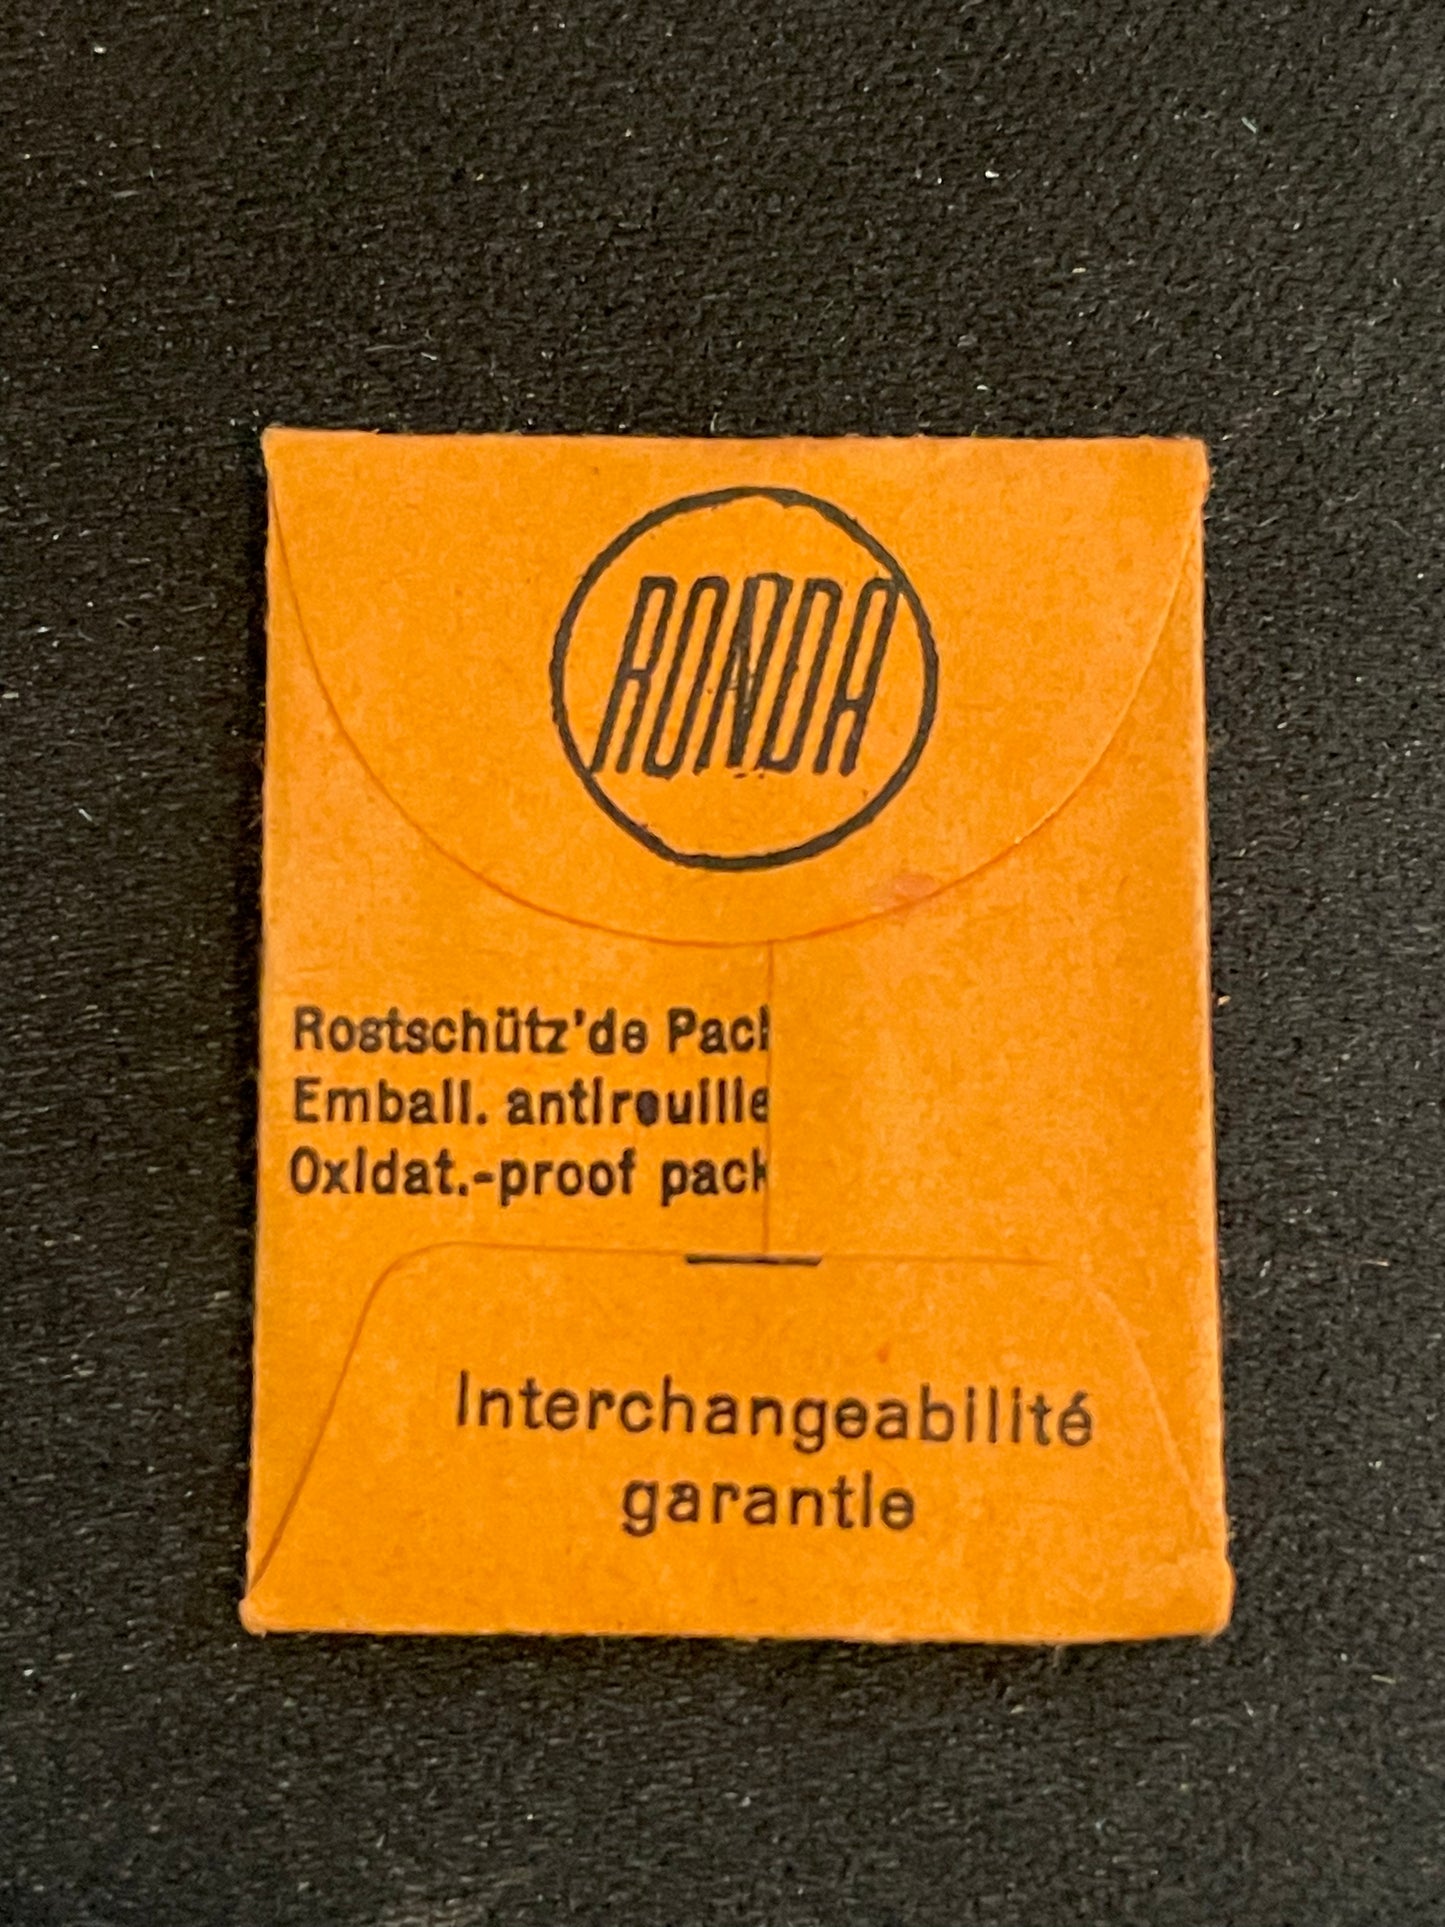 RONDA
Rostschütz'de Pack
Emball. antirouille
Oxidat.-proof pack
Interchangeabilité
garantie